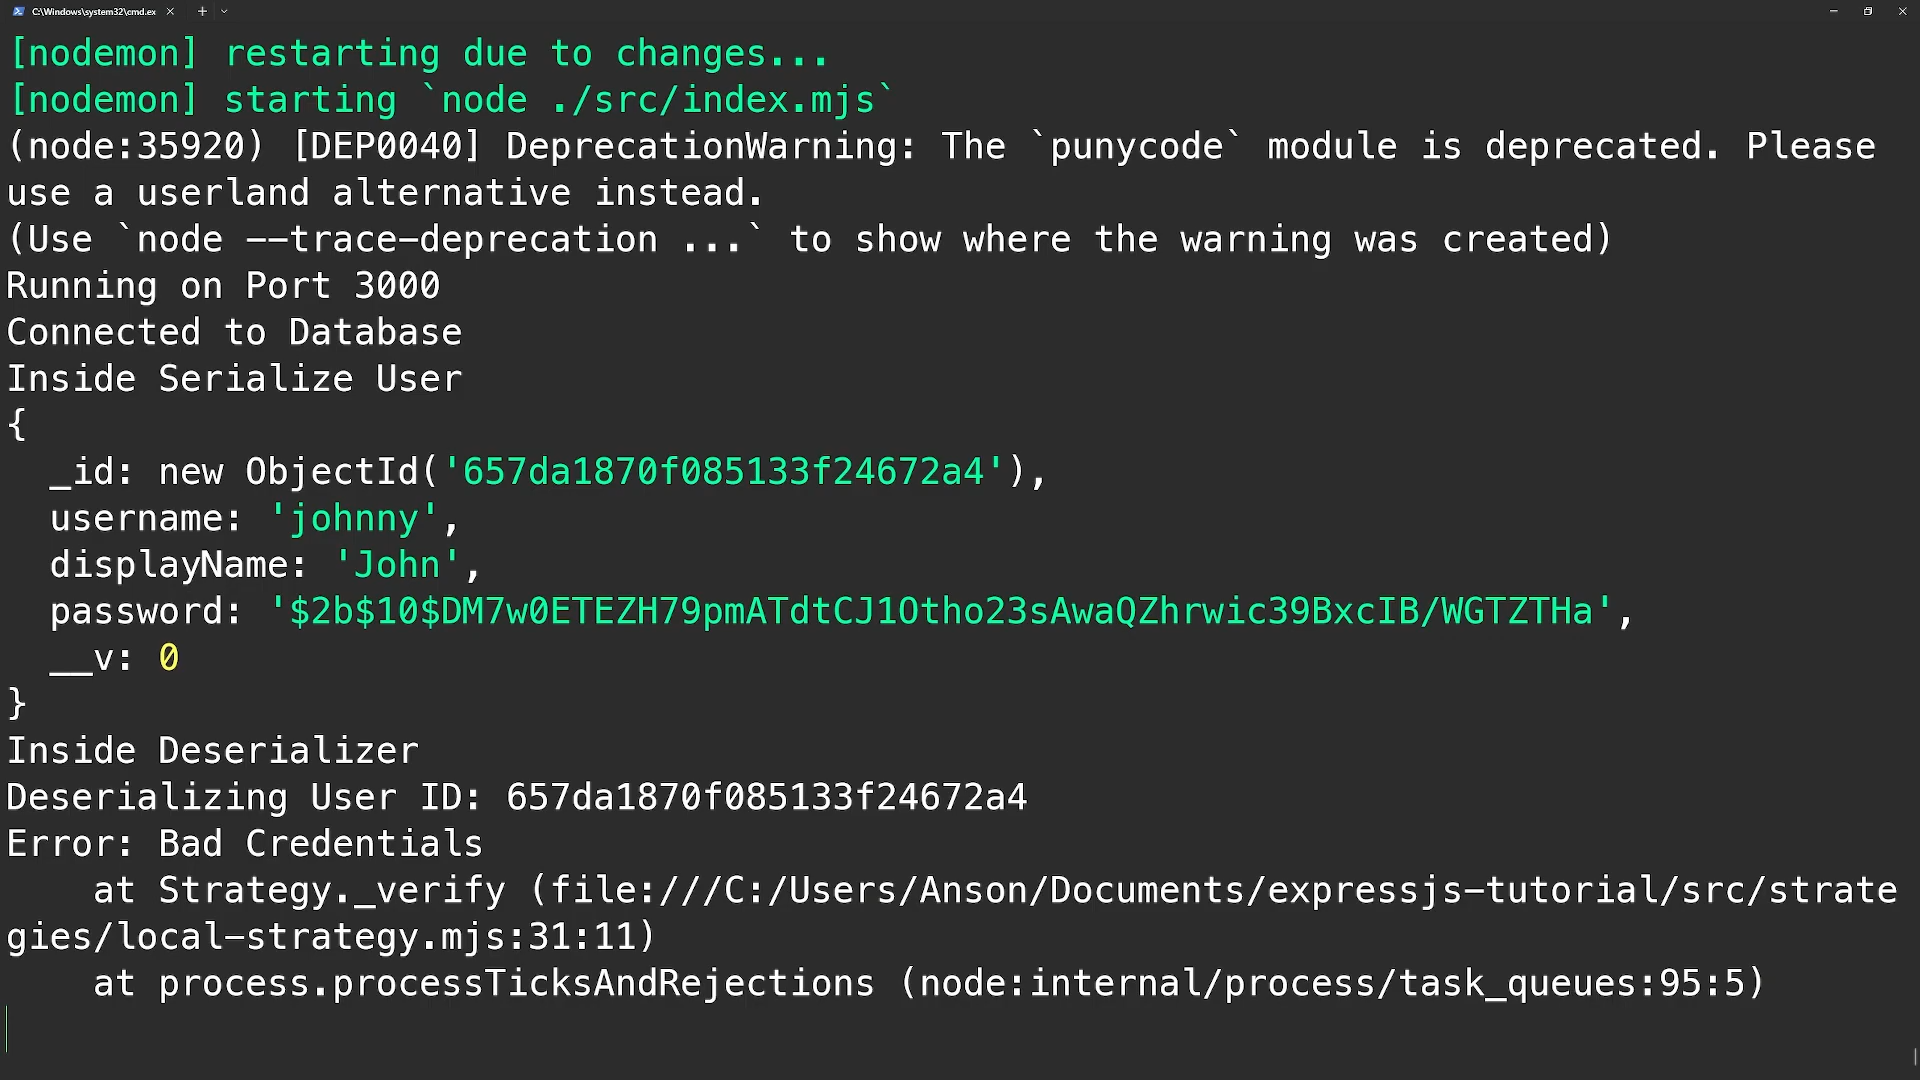 C:\Windows\system32\cmd.ex
[nodemon] restarting due to changes...
[nodemon] starting `node ./src/index.mjs`
(node:35920) [DEP0040] DeprecationWarning: The `punycode` module is deprecated. Please
use a userland alternative instead.
(Use `node --trace-deprecation ...` to show where the warning was created)
Running on Port 3000
Connected to Database
Inside Serialize User
{
  _id: new ObjectId('657da1870f085133f24672a4'),
  username: 'johnny',
  displayName: 'John',
  password: '$2b$10$DM7w0ETEZH79pmATdtCJ1Otho23sAwaQZhrwic39BxcIB/WGTZTHa',
  __v: 0
}
Inside Deserializer
Deserializing User ID: 657da1870f085133f24672a4
Error: Bad Credentials
    at Strategy._verify (file:///C:/Users/Anson/Documents/expressjs-tutorial/src/strate
gies/local-strategy.mjs:31:11)
    at process.processTicksAndRejections (node:internal/process/task_queues:95:5)